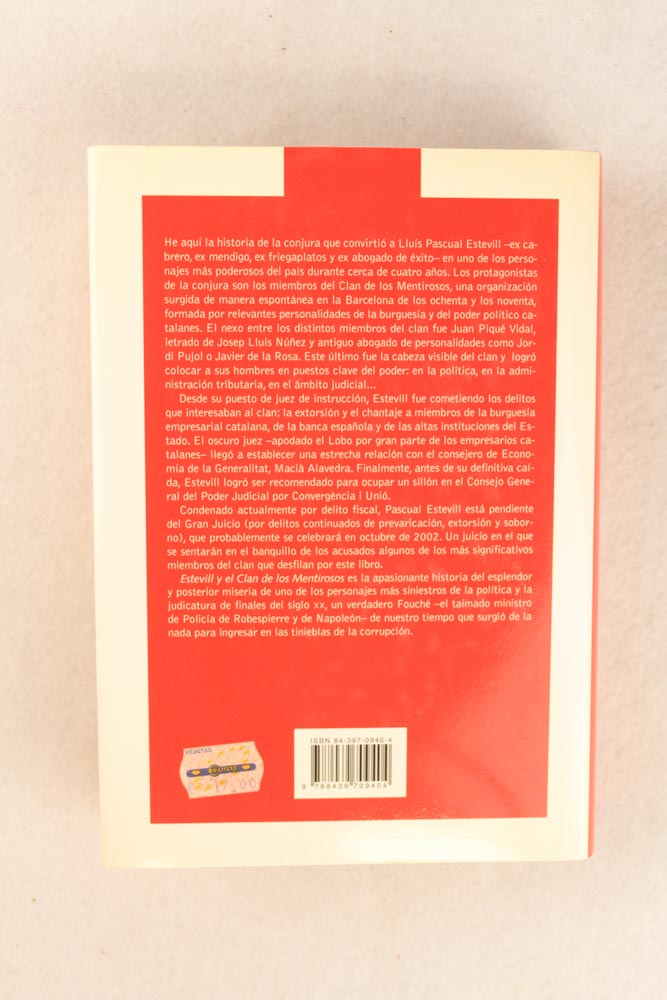 He aquí la historia de la conjura que convirtió a Lluís Pascual Estevill –ex ca-
brero, ex mendigo, ex friegaplatos y ex abogado de éxito– en uno de los perso-
najes más poderosos del país durante cerca de cuatro años. Los protagonistas
de la conjura son los miembros del Clan de los Mentirosos, una organización
surgida de manera espontánea en la Barcelona de los ochenta y los noventa,
formada por relevantes personalidades de la burguesía y del poder político ca-
talanes. El nexo entre los distintos miembros del clan fue Juan Piqué Vidal,
letrado de Josep Lluís Núñez y antiguo abogado de personalidades como Jor-
di Pujol o Javier de la Rosa. Este último fue la cabeza visible del clan y logró
colocar a sus hombres en puestos clave del poder: en la política, en la admi-
nistración tributaria, en el ámbito judicial...
Desde su puesto de juez de instrucción, Estevill fue cometiendo los delitos
que interesaban al clan: la extorsión y el chantaje a miembros de la burguesía
empresarial catalana, de la banca española y de las altas instituciones del Es-
tado. El oscuro juez –apodado el Lobo por gran parte de los empresarios ca-
talanes– llegó a establecer una estrecha relación con el consejero de Econo-
mía de la Generalitat, Macià Alavedra. Finalmente, antes de su definitiva caí-
da, Estevill logró ser recomendado para ocupar un sillón en el Consejo Gene-
ral del Poder Judicial por Convergència i Unió.
Condenado actualmente por delito fiscal, Pascual Estevill está pendiente
del Gran Juicio (por delitos continuados de prevaricación, extorsión y sobor-
no), que probablemente se celebrará en octubre de 2002. Un juicio en el que
se sentarán en el banquillo de los acusados algunos de los más significativos
miembros del clan que desfilan por este libro.
Estevill y el Clan de los Mentirosos es la apasionante historia del esplendor
y posterior miseria de uno de los personajes más siniestros de la política y la
judicatura de finales del siglo XX, un verdadero Fouché –el taimado ministro
de Policía de Robespierre y de Napoleón– de nuestro tiempo que surgió de la
nada para ingresar en las tinieblas de la corrupción.
ISBN 84-397-0940-4
9 788439 709404
PESETAS
17.00